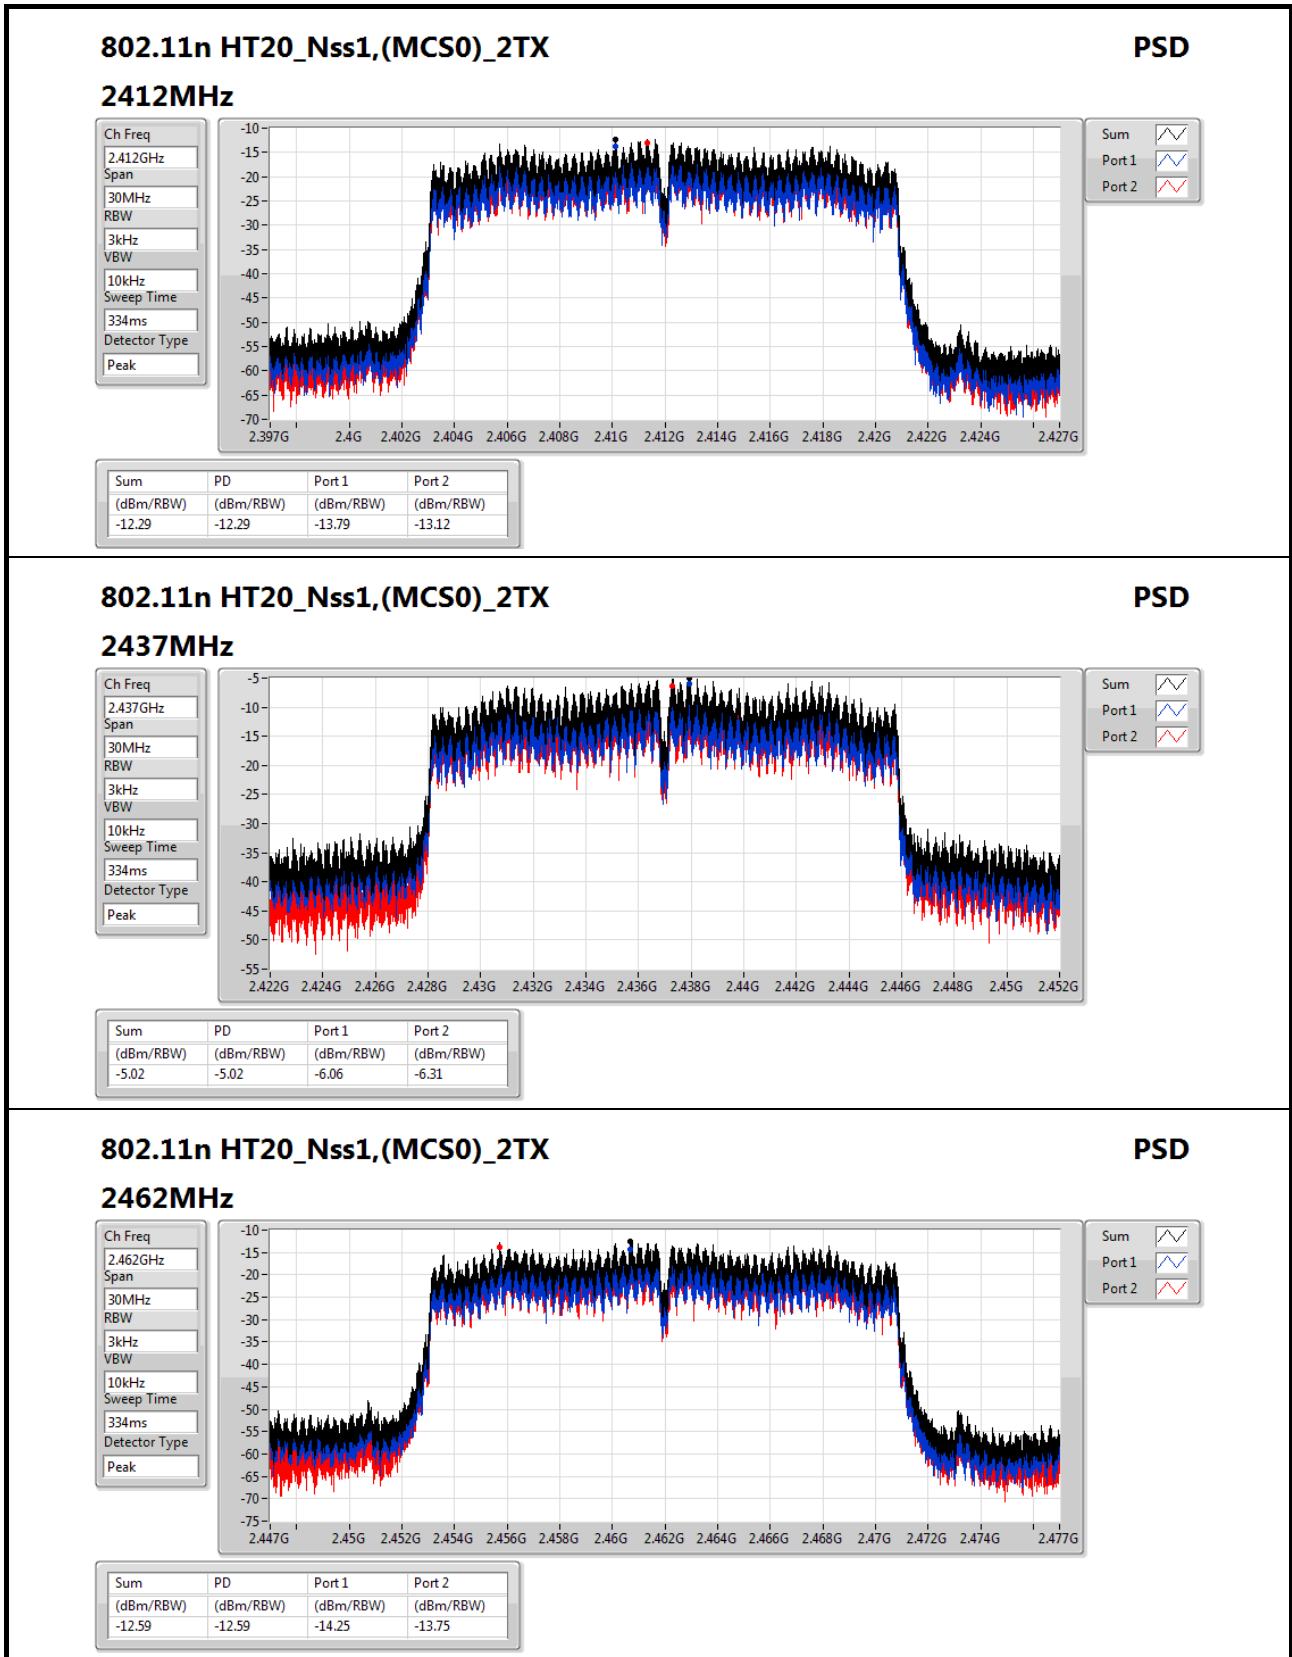 802.11n HT20_Nss1,(MCS0)_2TX PSD
2412MHz
Ch Freq
2.412GHz
Span
30MHz
RBW
3kHz
VBW
10kHz
Sweep Time
334ms
Detector Type
Peak
-10
-15
-20
-25
-30
-35
-40
-45
-50
-55
-60
-65
-70
2.397G 2.4G 2.402G 2.404G 2.406G 2.408G 2.41G 2.412G 2.414G 2.416G 2.418G 2.42G 2.422G 2.424G 2.427G
Sum
Port 1
Port 2
Sum PD Port 1 Port 2
(dBm/RBW) (dBm/RBW) (dBm/RBW) (dBm/RBW)
-12.29 -12.29 -13.79 -13.12
802.11n HT20_Nss1,(MCS0)_2TX PSD
2437MHz
Ch Freq
2.437GHz
Span
30MHz
RBW
3kHz
VBW
10kHz
Sweep Time
334ms
Detector Type
Peak
-5
-10
-15
-20
-25
-30
-35
-40
-45
-50
-55
2.422G 2.424G 2.426G 2.428G 2.43G 2.432G 2.434G 2.436G 2.438G 2.44G 2.442G 2.444G 2.446G 2.448G 2.45G 2.452G
Sum
Port 1
Port 2
Sum PD Port 1 Port 2
(dBm/RBW) (dBm/RBW) (dBm/RBW) (dBm/RBW)
-5.02 -5.02 -6.06 -6.31
802.11n HT20_Nss1,(MCS0)_2TX PSD
2462MHz
Ch Freq
2.462GHz
Span
30MHz
RBW
3kHz
VBW
10kHz
Sweep Time
334ms
Detector Type
Peak
-10
-15
-20
-25
-30
-35
-40
-45
-50
-55
-60
-65
-70
-75
2.447G 2.45G 2.452G 2.454G 2.456G 2.458G 2.46G 2.462G 2.464G 2.466G 2.468G 2.47G 2.472G 2.474G 2.477G
Sum
Port 1
Port 2
Sum PD Port 1 Port 2
(dBm/RBW) (dBm/RBW) (dBm/RBW) (dBm/RBW)
-12.59 -12.59 -14.25 -13.75